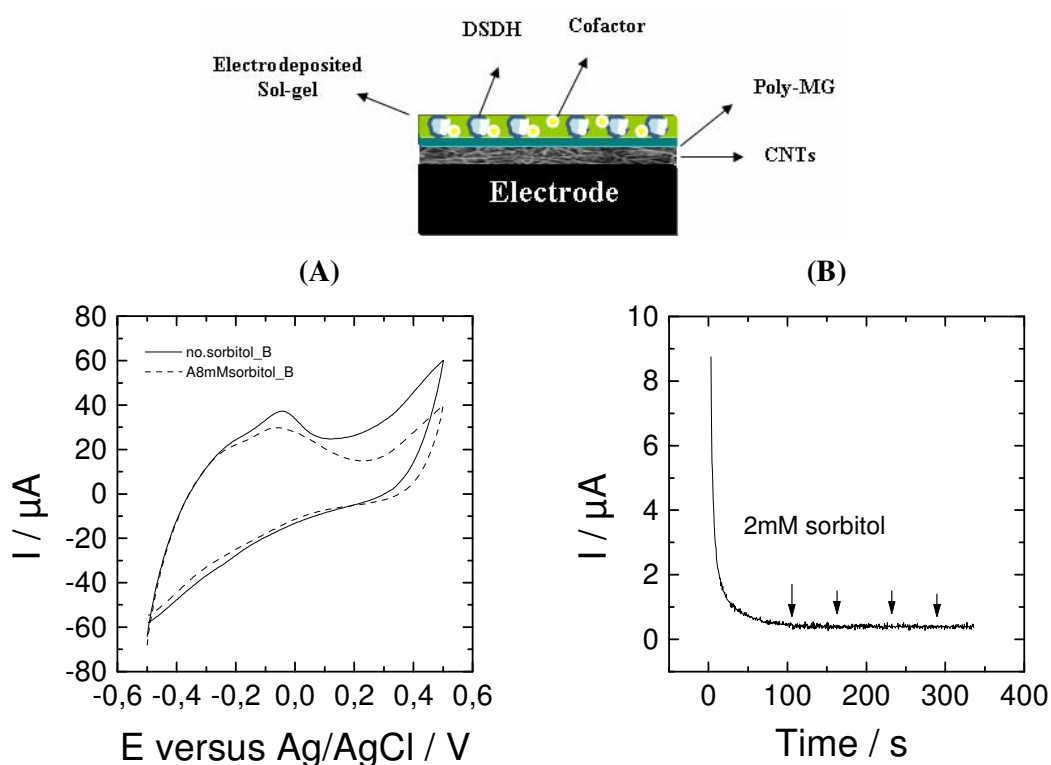 DSDH
Cofactor
Electrodeposited
Sol-gel
Poly-MG
CNTs
Electrode
(A)
(B)
80
60
40
20
0
-20
-40
-60
-80
-0,6 -0,4 -0,2 0,0 0,2 0,4 0,6
I / µA
E versus Ag/AgCl / V
no.sorbitol_B
A8mMsorbitol_B
10
8
6
4
2
0
0 100 200 300 400
I / µA
Time / s
2mM sorbitol